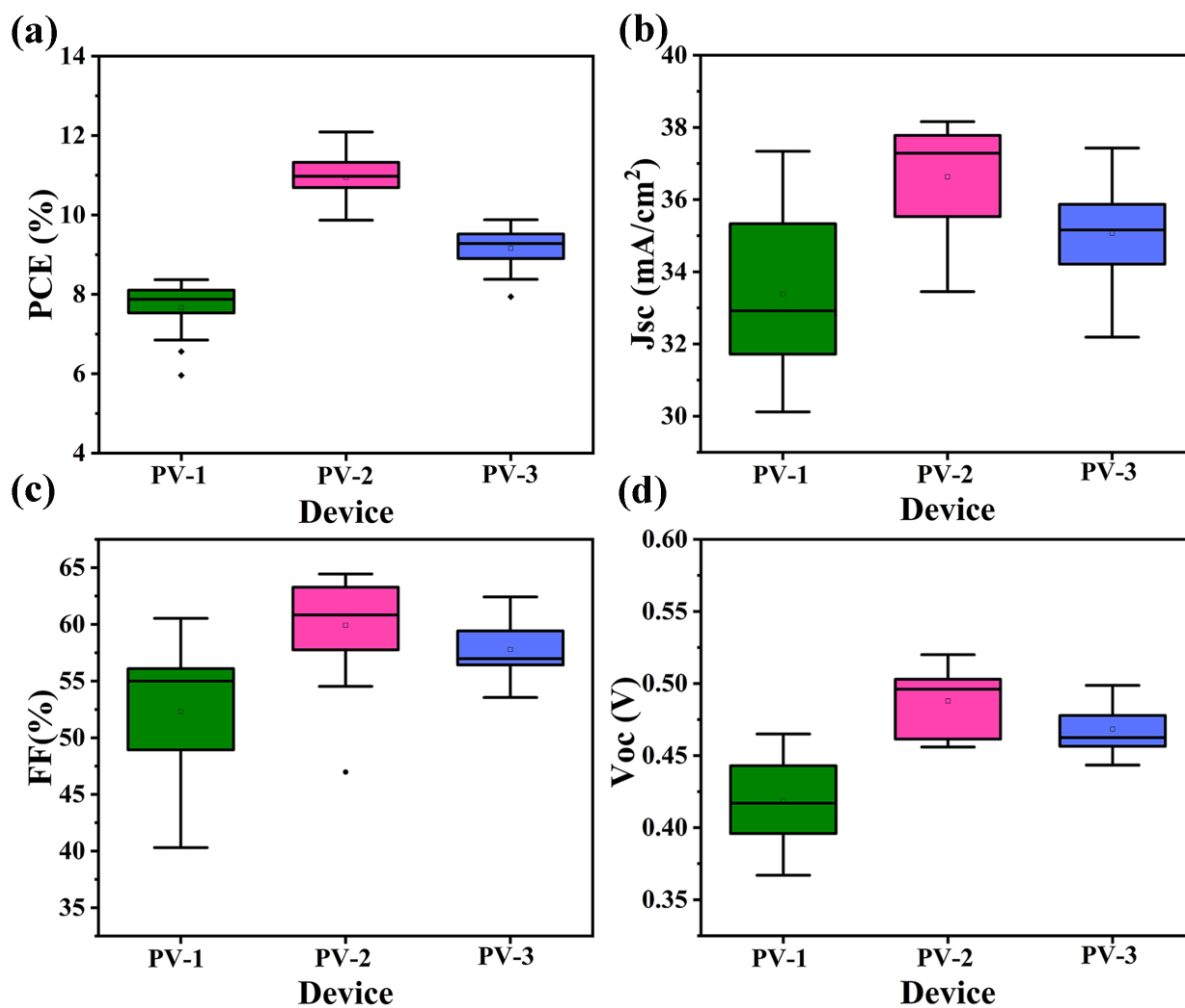 (a)
14
12
10
8
6
4
PCE (%)
PV-1 PV-2 PV-3
Device
(b)
40
38
36
34
32
30
Jsc (mA/cm²)
PV-1 PV-2 PV-3
Device
(c)
65
60
55
50
45
40
35
FF(%)
PV-1 PV-2 PV-3
Device
(d)
0.60
0.55
0.50
0.45
0.40
0.35
Voc (V)
PV-1 PV-2 PV-3
Device